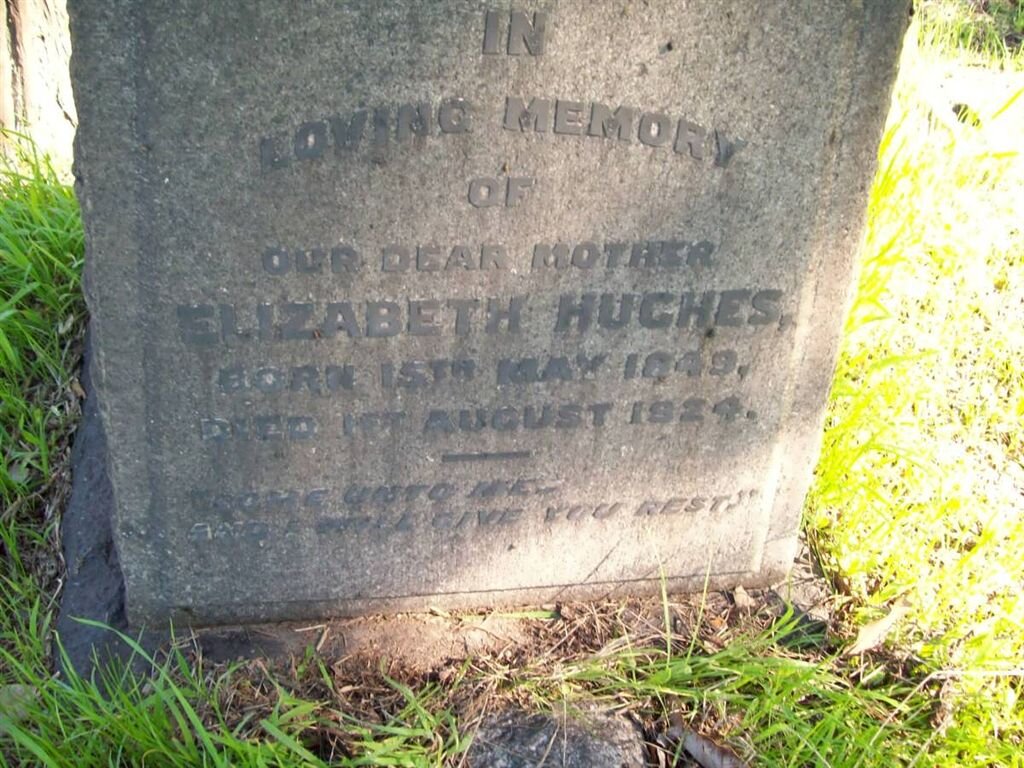 IN
LOVING MEMORY
OF
OUR DEAR MOTHER
ELIZABETH HUGHES,
BORN 15TH MAY 1849,
DIED 1ST AUGUST 1924.
"COME UNTO ME—
AND I WILL GIVE YOU REST."